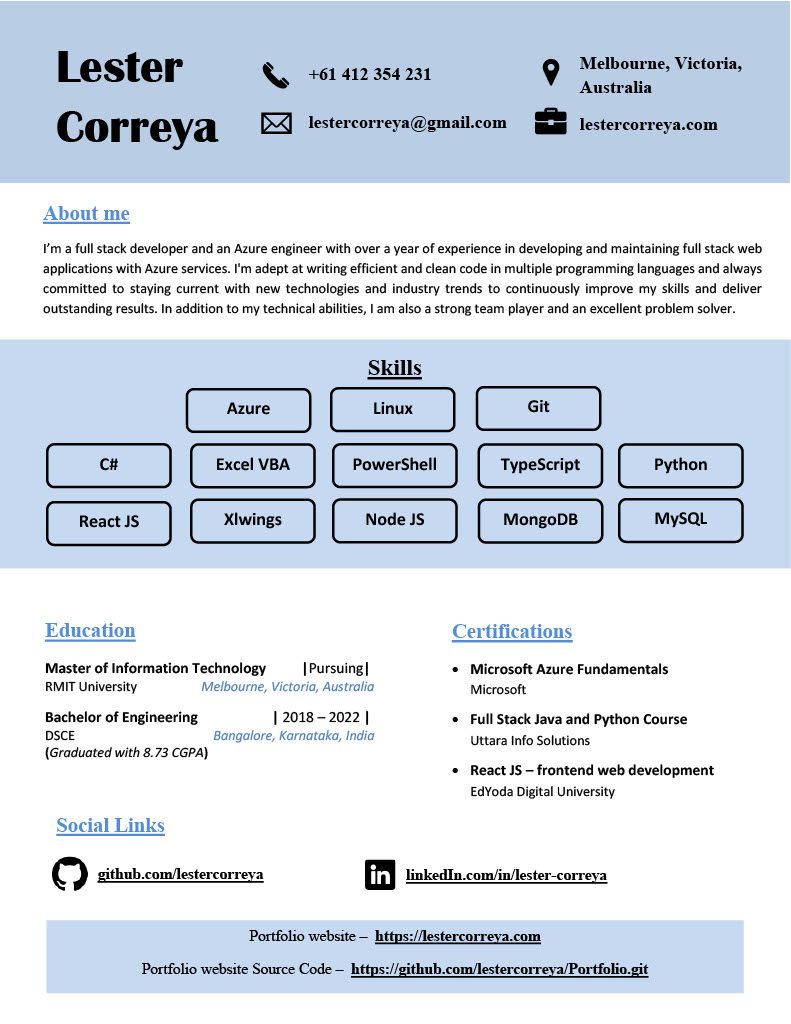 Lester
Correya
+61 412 354 231
lestercorreya@gmail.com
Melbourne, Victoria,
Australia
lestercorreya.com
About me
I'm a full stack developer and an Azure engineer with over a year of experience in developing and maintaining full stack web
applications with Azure services. I'm adept at writing efficient and clean code in multiple programming languages and always
committed to staying current with new technologies and industry trends to continuously improve my skills and deliver
outstanding results. In addition to my technical abilities, I am also a strong team player and an excellent problem solver.
Skills
Azure
Linux
Git
C#
Excel VBA
PowerShell
TypeScript
Python
React JS
Xlwings
Node JS
MongoDB
MySQL
Education
Master of Information Technology |Pursuing|
RMIT University Melbourne, Victoria, Australia
Bachelor of Engineering | 2018 – 2022 |
DSCE Bangalore, Karnataka, India
(Graduated with 8.73 CGPA)
Certifications
• Microsoft Azure Fundamentals
Microsoft
• Full Stack Java and Python Course
Uttara Info Solutions
• React JS – frontend web development
EdYoda Digital University
Social Links
github.com/lestercorreya
in linkedIn.com/in/lester-correya
Portfolio website – https://lestercorreya.com
Portfolio website Source Code – https://github.com/lestercorreya/Portfolio.git